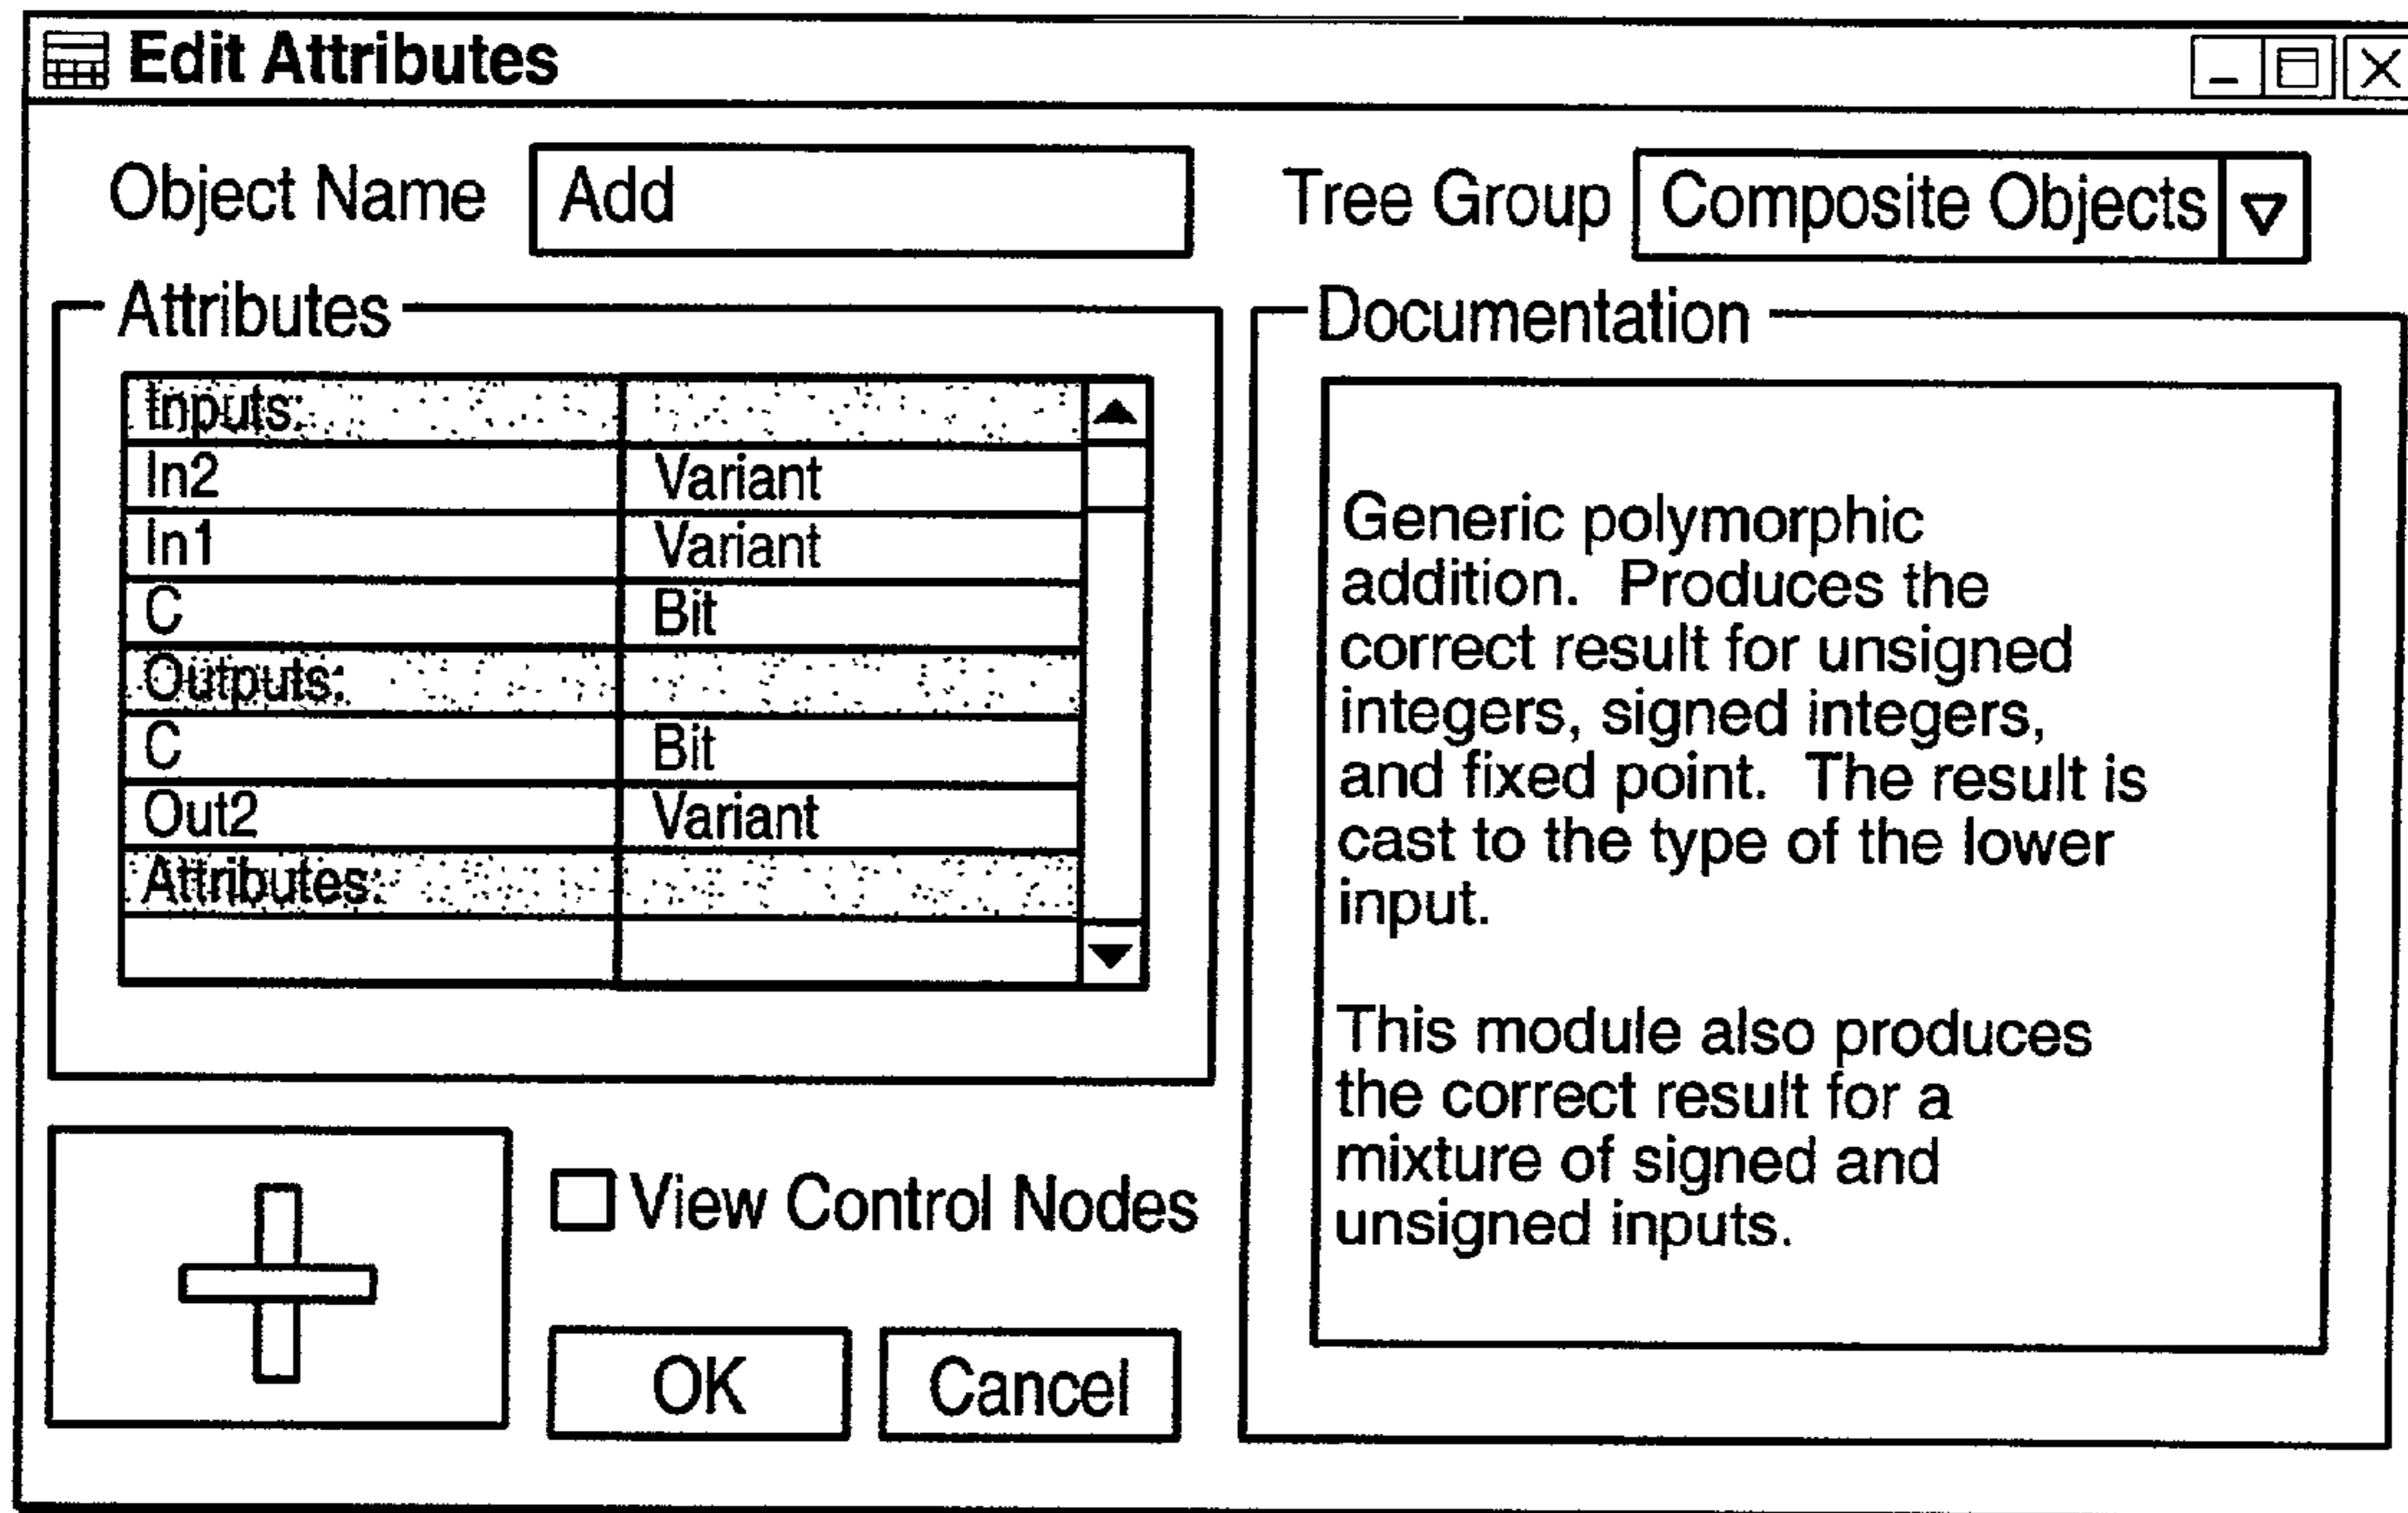 Edit Attributes
Object Name Add Tree Group Composite Objects
Attributes
Inputs:
In2 Variant
In1 Variant
C Bit
Outputs:
C Bit
Out2 Variant
Attributes:
View Control Nodes
OK Cancel
Documentation
Generic polymorphic
addition. Produces the
correct result for unsigned
integers, signed integers,
and fixed point. The result is
cast to the type of the lower
input.
This module also produces
the correct result for a
mixture of signed and
unsigned inputs.